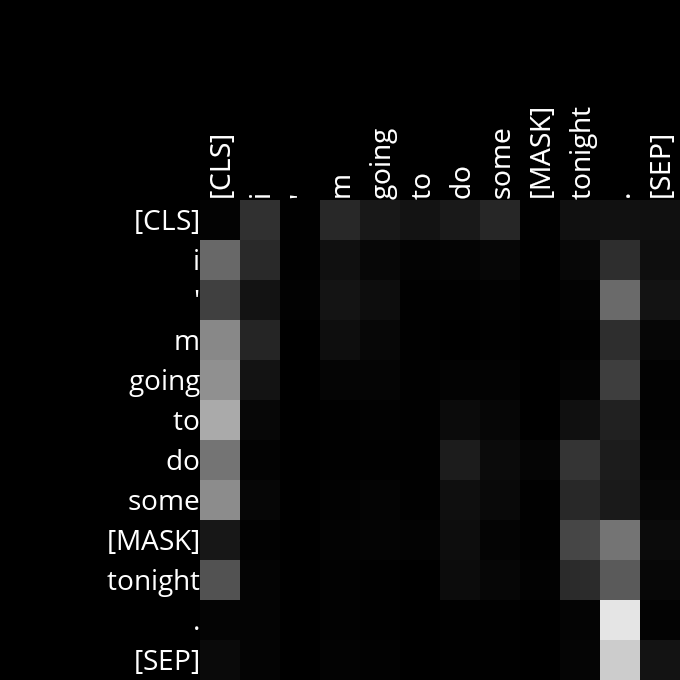 [CLS] i ' m going to do some [MASK] tonight . [SEP]
[CLS]
i
'
m
going
to
do
some
[MASK]
tonight
.
[SEP]